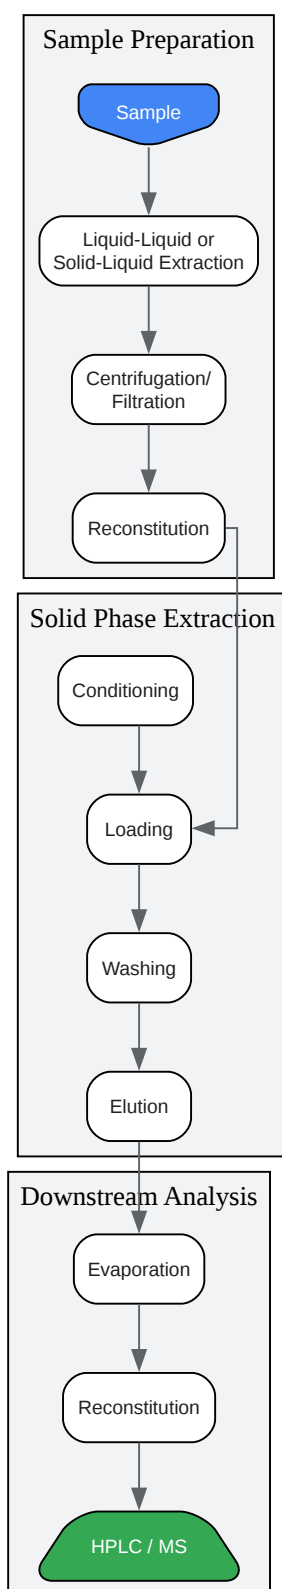 Sample Preparation
Sample
Liquid-Liquid or
Solid-Liquid Extraction
Centrifugation/
Filtration
Reconstitution
Solid Phase Extraction
Conditioning
Loading
Washing
Elution
Downstream Analysis
Evaporation
Reconstitution
HPLC / MS